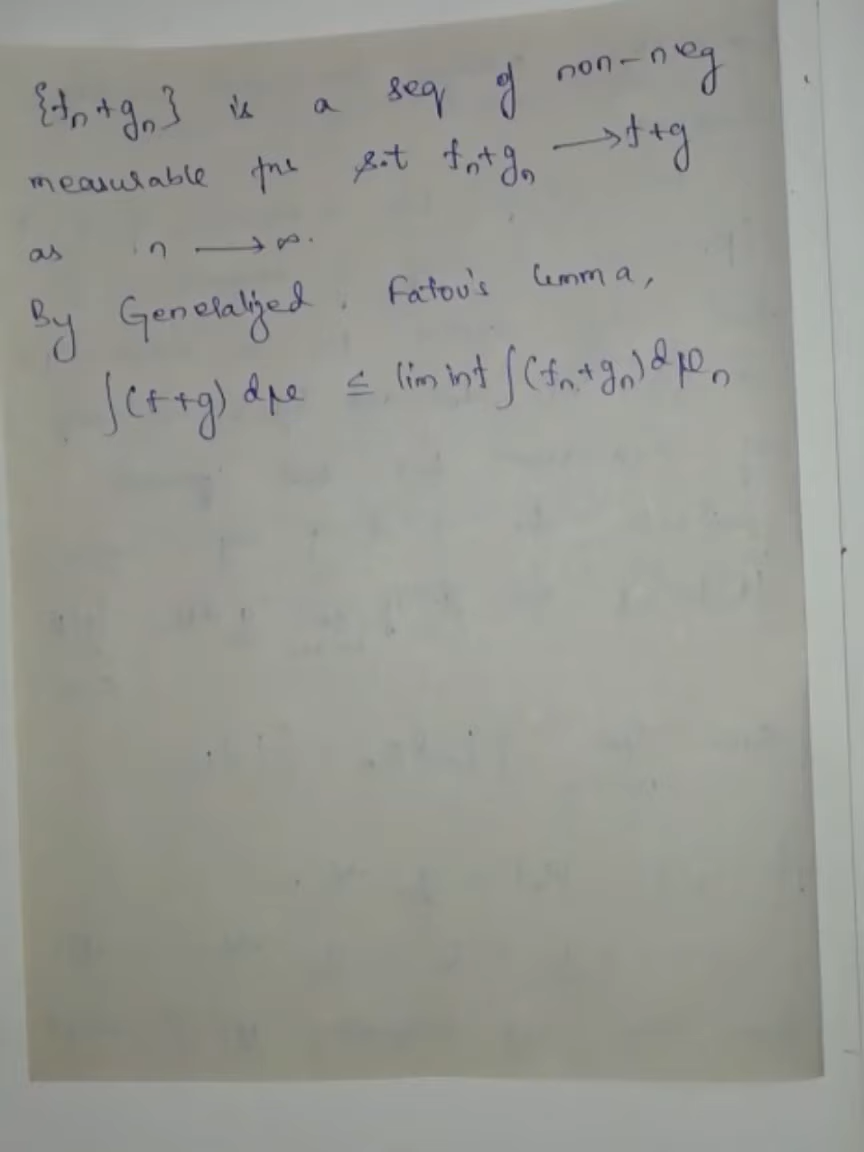 {fn+gn} is a seq of non-neg
measurable fns s.t fn+gn → f+g
as n → ∞.
By Generalized. Fatou's lemma,
∫(f+g) dμ ≤ lim inf ∫(fn+gn) dμn